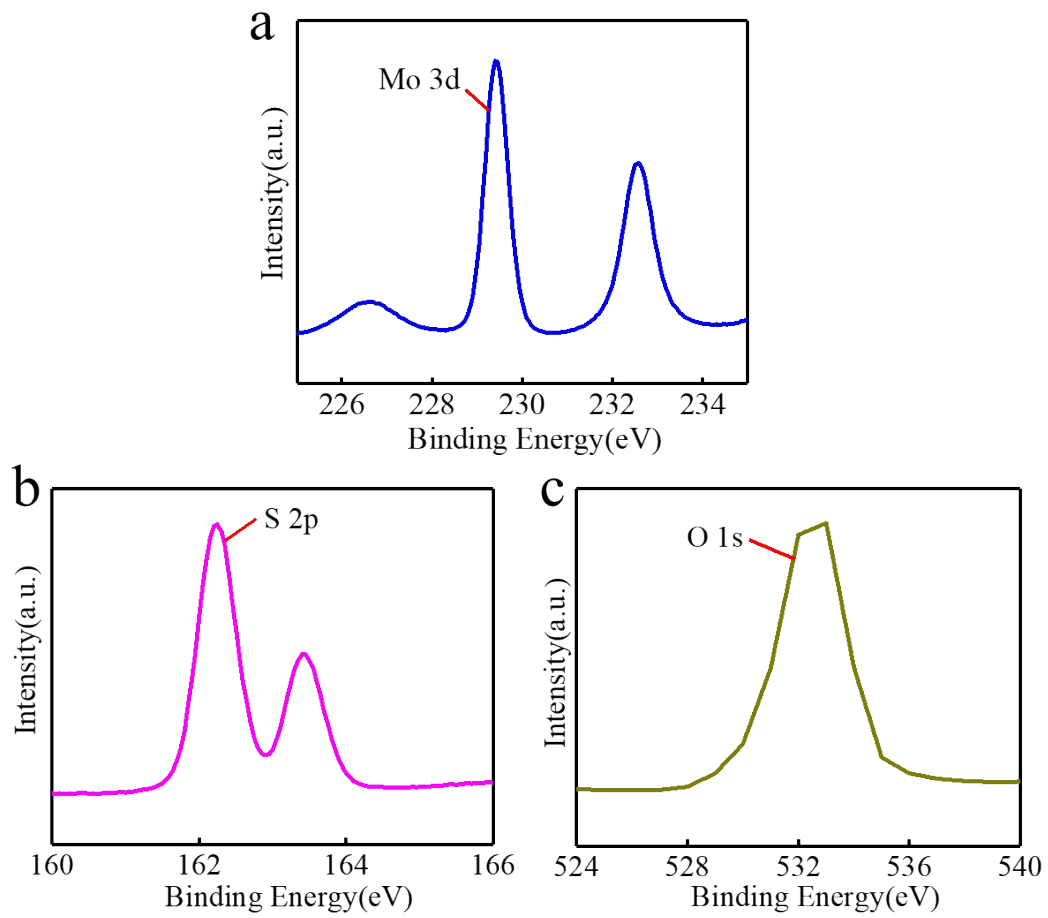 a
Mo 3d
Intensity(a.u.)
226 228 230 232 234
Binding Energy(eV)
b
S 2p
Intensity(a.u.)
160 162 164 166
Binding Energy(eV)
c
O 1s
Intensity(a.u.)
524 528 532 536 540
Binding Energy(eV)